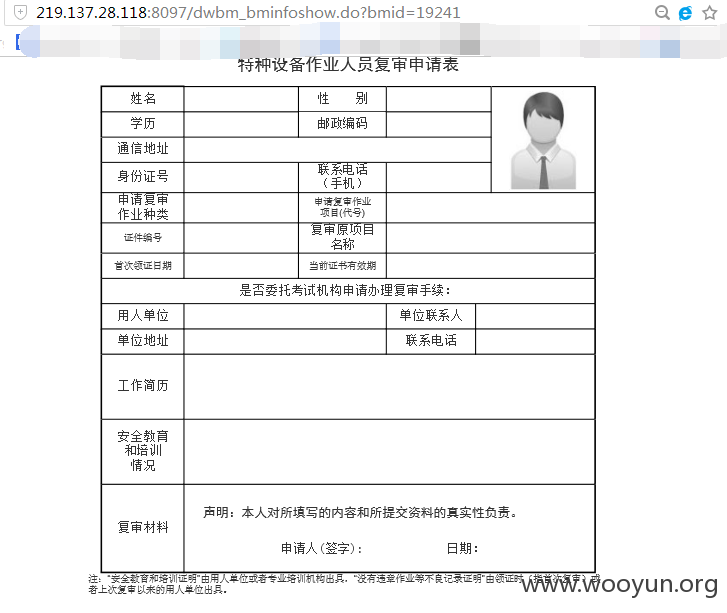 219.137.28.118:8097/dwbm_bminfoshow.do?bmid=19241
特种设备作业人员复审申请表
姓名
性 别
学历
邮政编码
通信地址
身份证号
联系电话
（手机）
申请复审
作业种类
申请复审作业
项目(代号)
证件编号
复审原项目
名称
首次领证日期
当前证书有效期
是否委托考试机构申请办理复审手续：
用人单位
单位联系人
单位地址
联系电话
工作简历
安全教育
和培训
情况
复审材料
声明：本人对所填写的内容和所提交资料的真实性负责。
申请人(签字)：
日期：
注：“安全教育和培训证明”由用人单位或者专业培训机构出具，“没有违章作业等不良记录证明”由领证时（指首次复审）或
者上次复审以来的用人单位出具。
www.wooyun.org